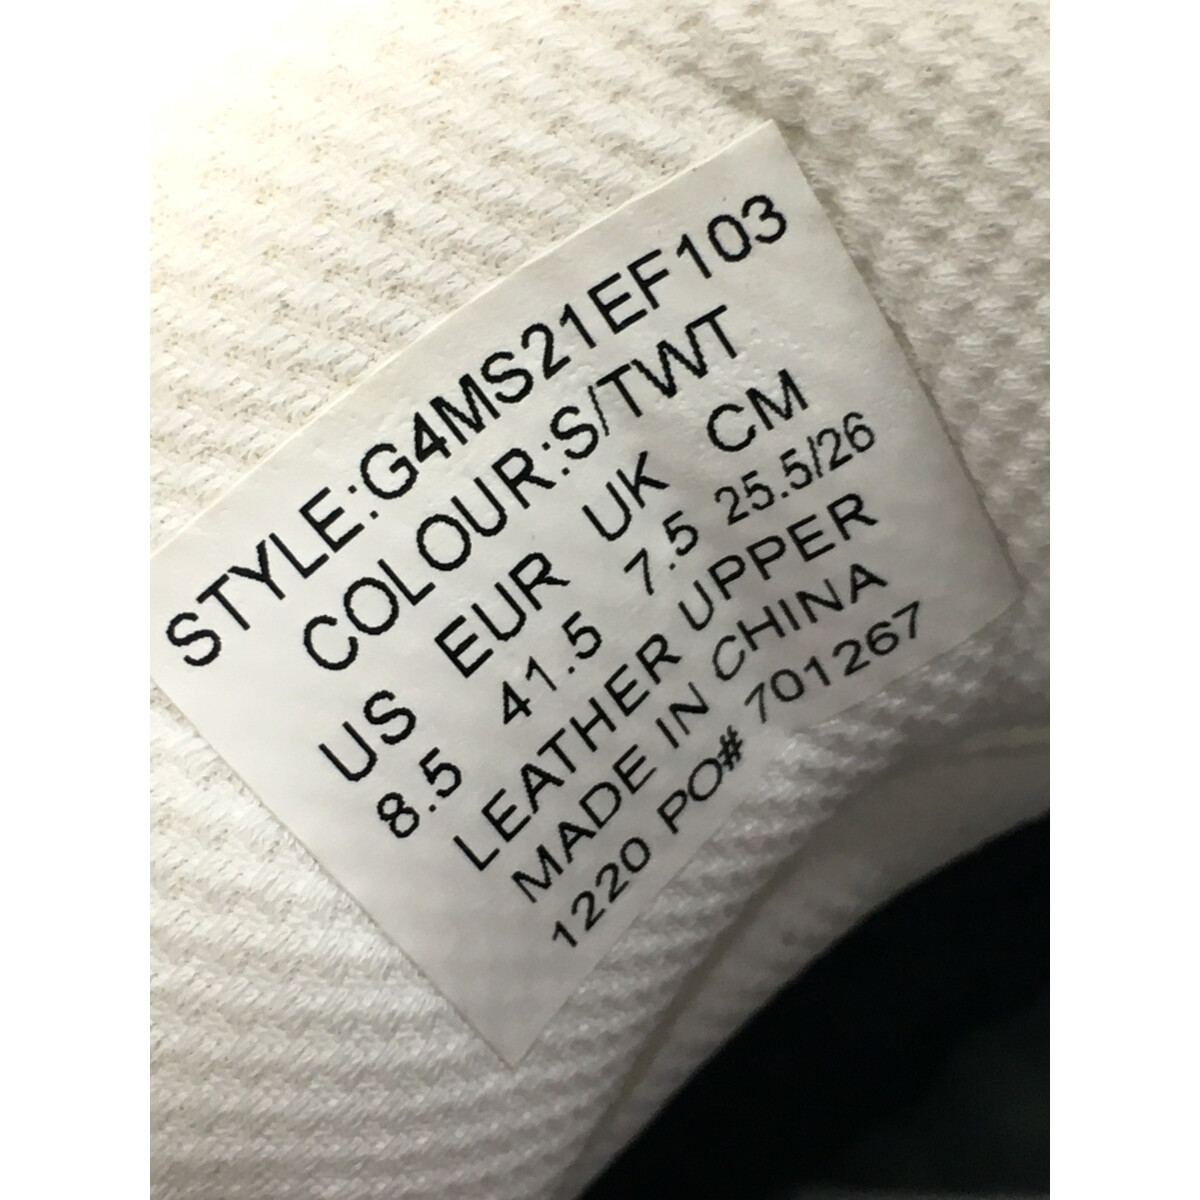 STYLE:G4MS21EF103
COLOUR:S/TWT
US EUR UK CM
8.5 41.5 7.5 25.5/26
LEATHER UPPER
MADE IN CHINA
1220 PO# 701267